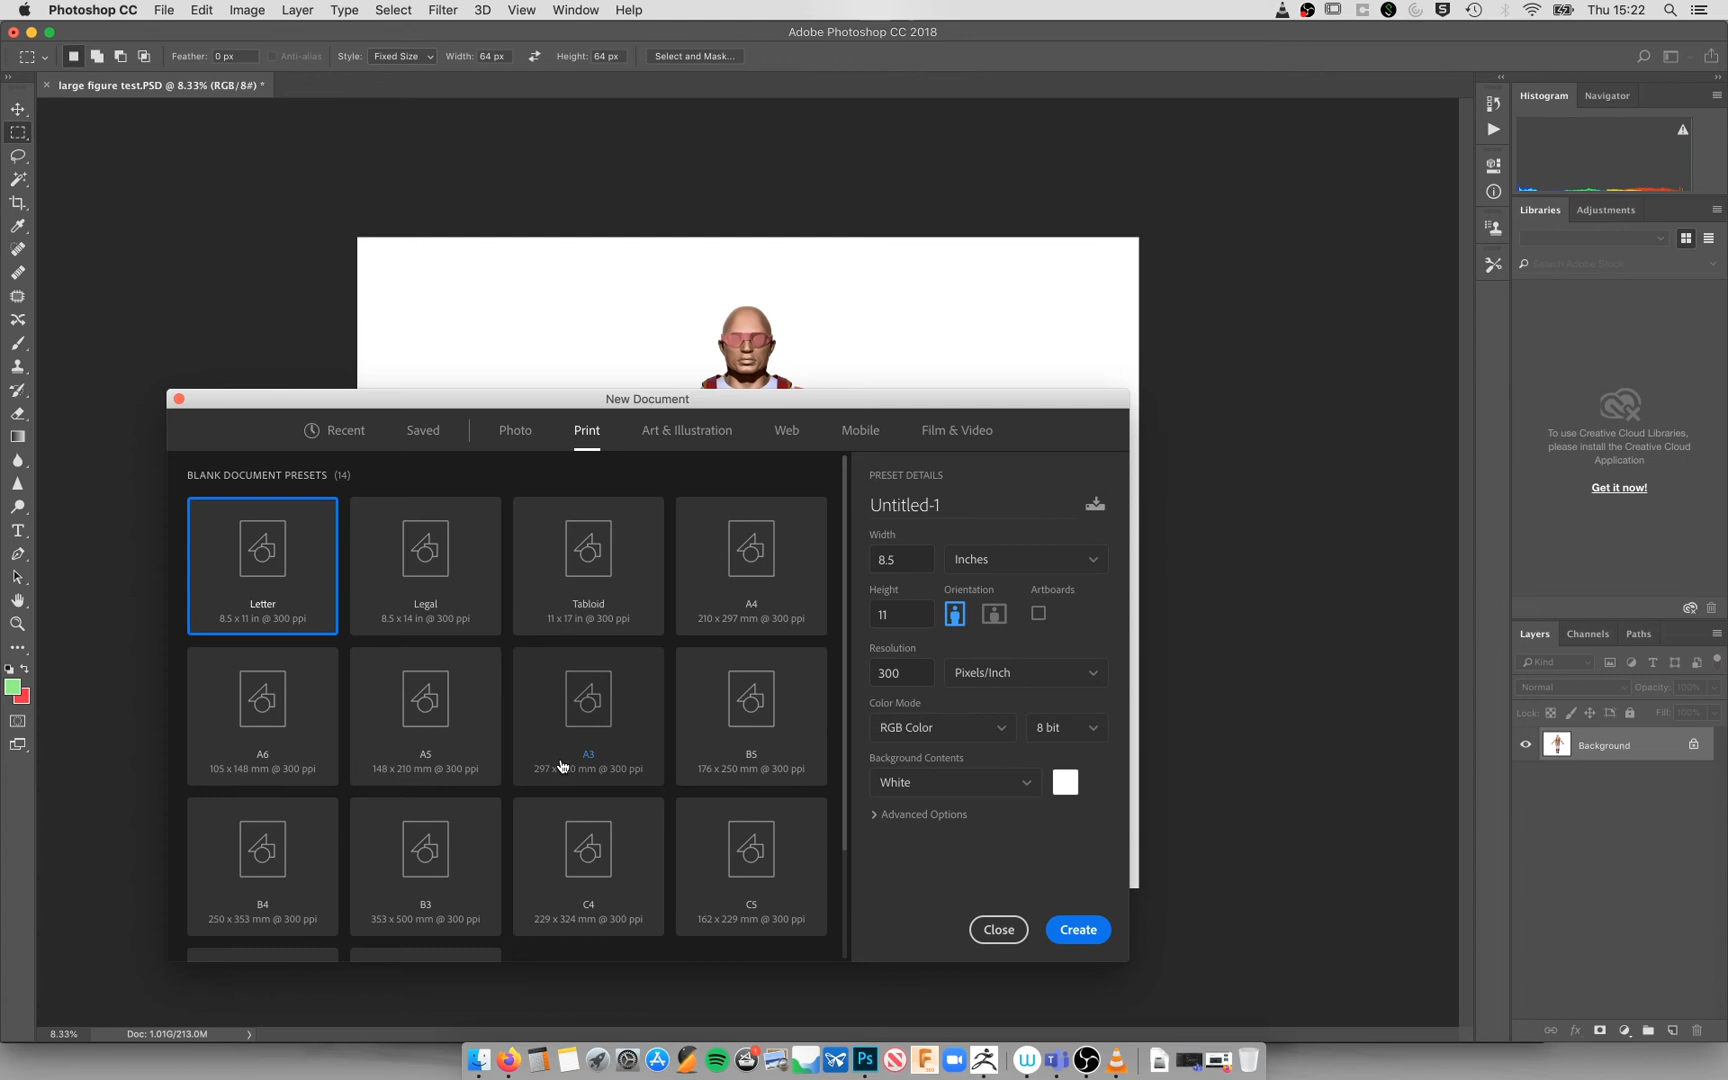 Photoshop CC File Edit Image Layer Type Select Filter 3D View Window Help Thu 15:22
Adobe Photoshop CC 2018
Feather: 0 px Anti-alias Style: Fixed Size Width: 64 px Height: 64 px Select and Mask...
large figure test.PSD @ 8.33% (RGB/8#) *
Histogram Navigator
Libraries Adjustments
Search Adobe Stock
To use Creative Cloud Libraries,
please install the Creative Cloud
Application
Get it now!
New Document
Recent Saved Photo Print Art & Illustration Web Mobile Film & Video
BLANK DOCUMENT PRESETS (14)
Letter
8.5 x 11 in @ 300 ppi
Legal
8.5 x 14 in @ 300 ppi
Tabloid
11 x 17 in @ 300 ppi
A4
210 x 297 mm @ 300 ppi
A6
105 x 148 mm @ 300 ppi
A5
148 x 210 mm @ 300 ppi
A3
297 mm @ 300 ppi
B5
176 x 250 mm @ 300 ppi
B4
250 x 353 mm @ 300 ppi
B3
353 x 500 mm @ 300 ppi
C4
229 x 324 mm @ 300 ppi
C5
162 x 229 mm @ 300 ppi
PRESET DETAILS
Untitled-1
Width
8.5 Inches
Height Orientation Artboards
11
Resolution
300 Pixels/Inch
Color Mode
RGB Color 8 bit
Background Contents
White
Advanced Options
Close Create
Layers Channels Paths
Kind
Normal Opacity: 100%
Lock: Fill: 100%
Background
8.33% Doc: 1.01G/213.0M
Ps